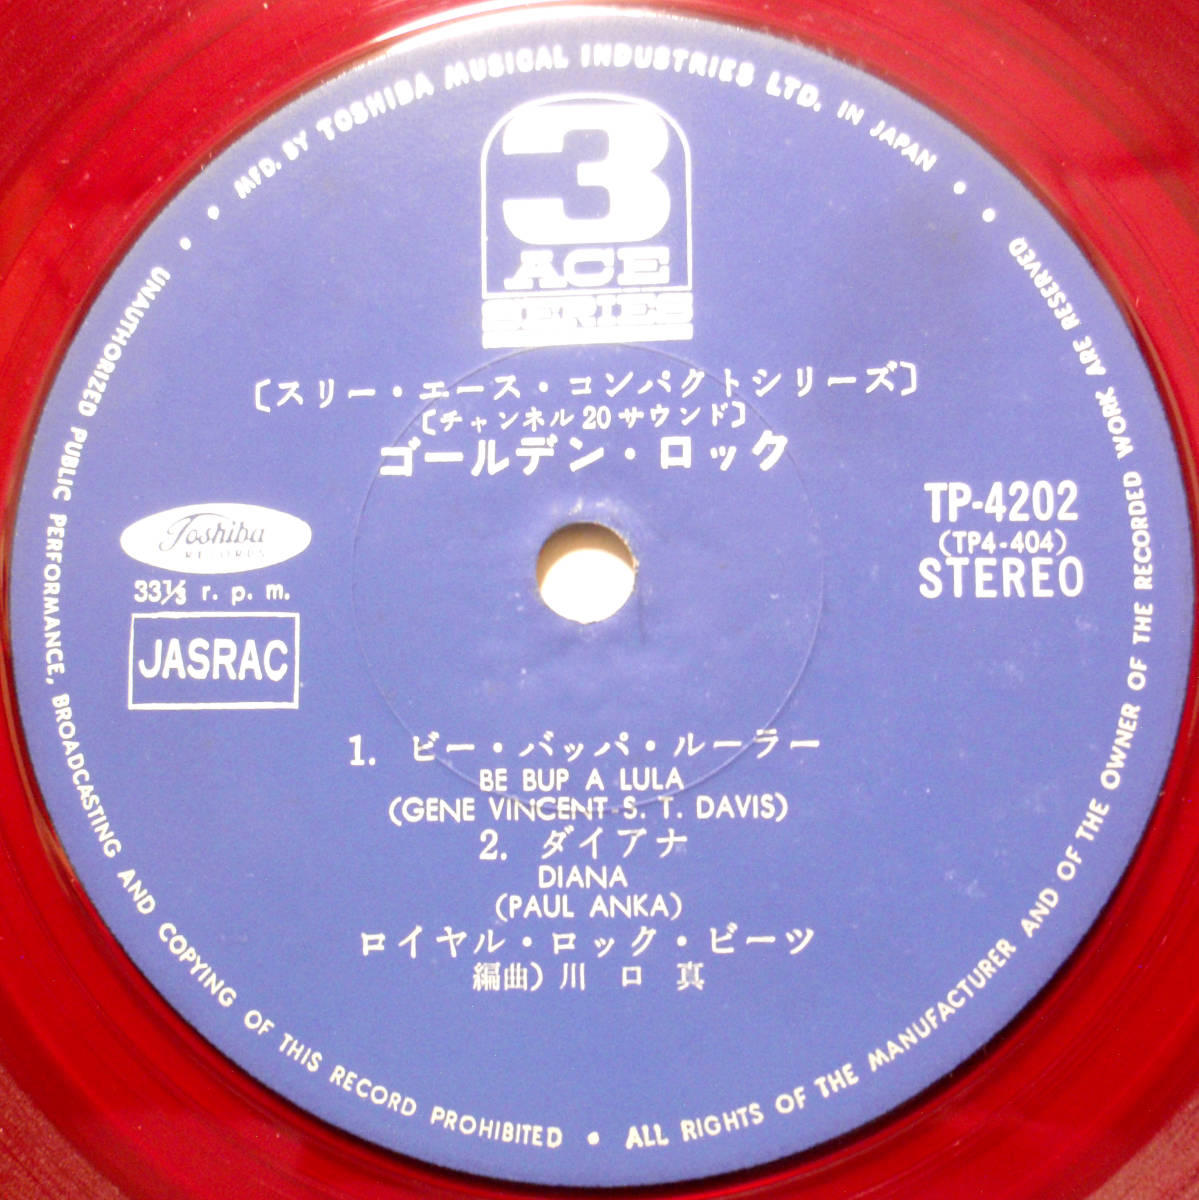 MFD. BY TOSHIBA MUSICAL INDUSTRIES LTD. IN JAPAN
3
ACE
SERIES
〔スリー・エース・コンパクトシリーズ〕
〔チャンネル20サウンド〕
ゴールデン・ロック
Toshiba
RECORDS
33⅓ r. p. m.
JASRAC
TP-4202
(TP4-404)
STEREO
1. ビー・バッパ・ルーラー
BE BUP A LULA
(GENE VINCENT-S. T. DAVIS)
2. ダイアナ
DIANA
(PAUL ANKA)
ロイヤル・ロック・ビーツ
編曲) 川 口 真
UNAUTHORIZED PUBLIC PERFORMANCE, BROADCASTING AND COPYING OF THIS RECORD PROHIBITED • ALL RIGHTS OF THE MANUFACTURER AND OF THE OWNER OF THE RECORDED WORK ARE RESERVED